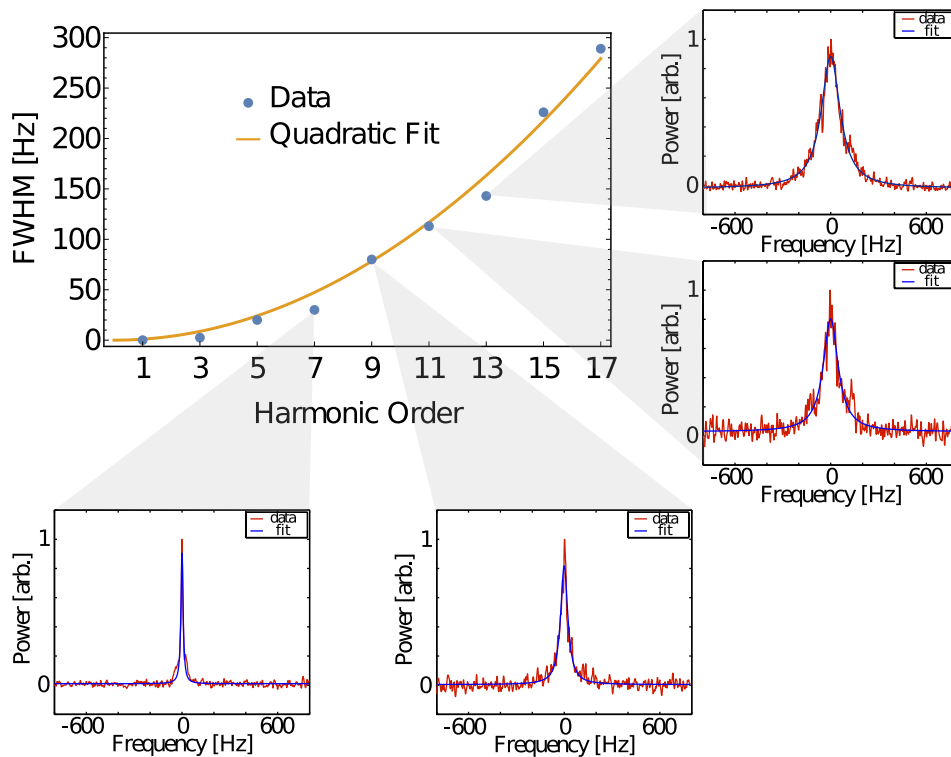 300
250
200
150
100
50
0
FWHM [Hz]
Data
Quadratic Fit
1 3 5 7 9 11 13 15 17
Harmonic Order
data
fit
1
0
Power [arb.]
-600 0 600
Frequency [Hz]
data
fit
1
0
Power [arb.]
-600 0 600
Frequency [Hz]
data
fit
1
0
Power [arb.]
-600 0 600
Frequency [Hz]
data
fit
1
0
Power [arb.]
-600 0 600
Frequency [Hz]